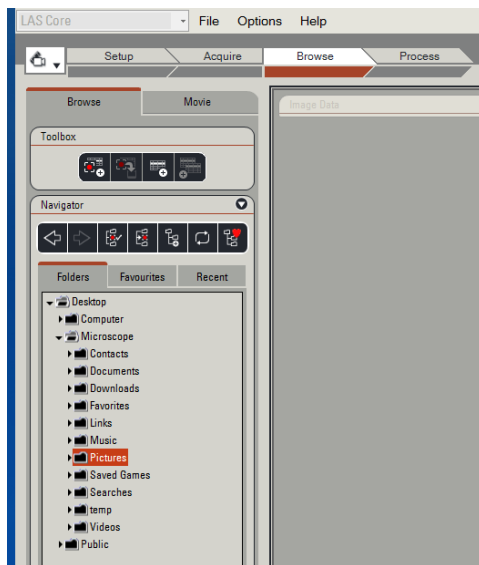 LAS Core File Options Help
Setup Acquire Browse Process
Browse Movie
Image Data
Toolbox
Navigator
Folders Favourites Recent
Desktop
Computer
Microscope
Contacts
Documents
Downloads
Favorites
Links
Music
Pictures
Saved Games
Searches
temp
Videos
Public